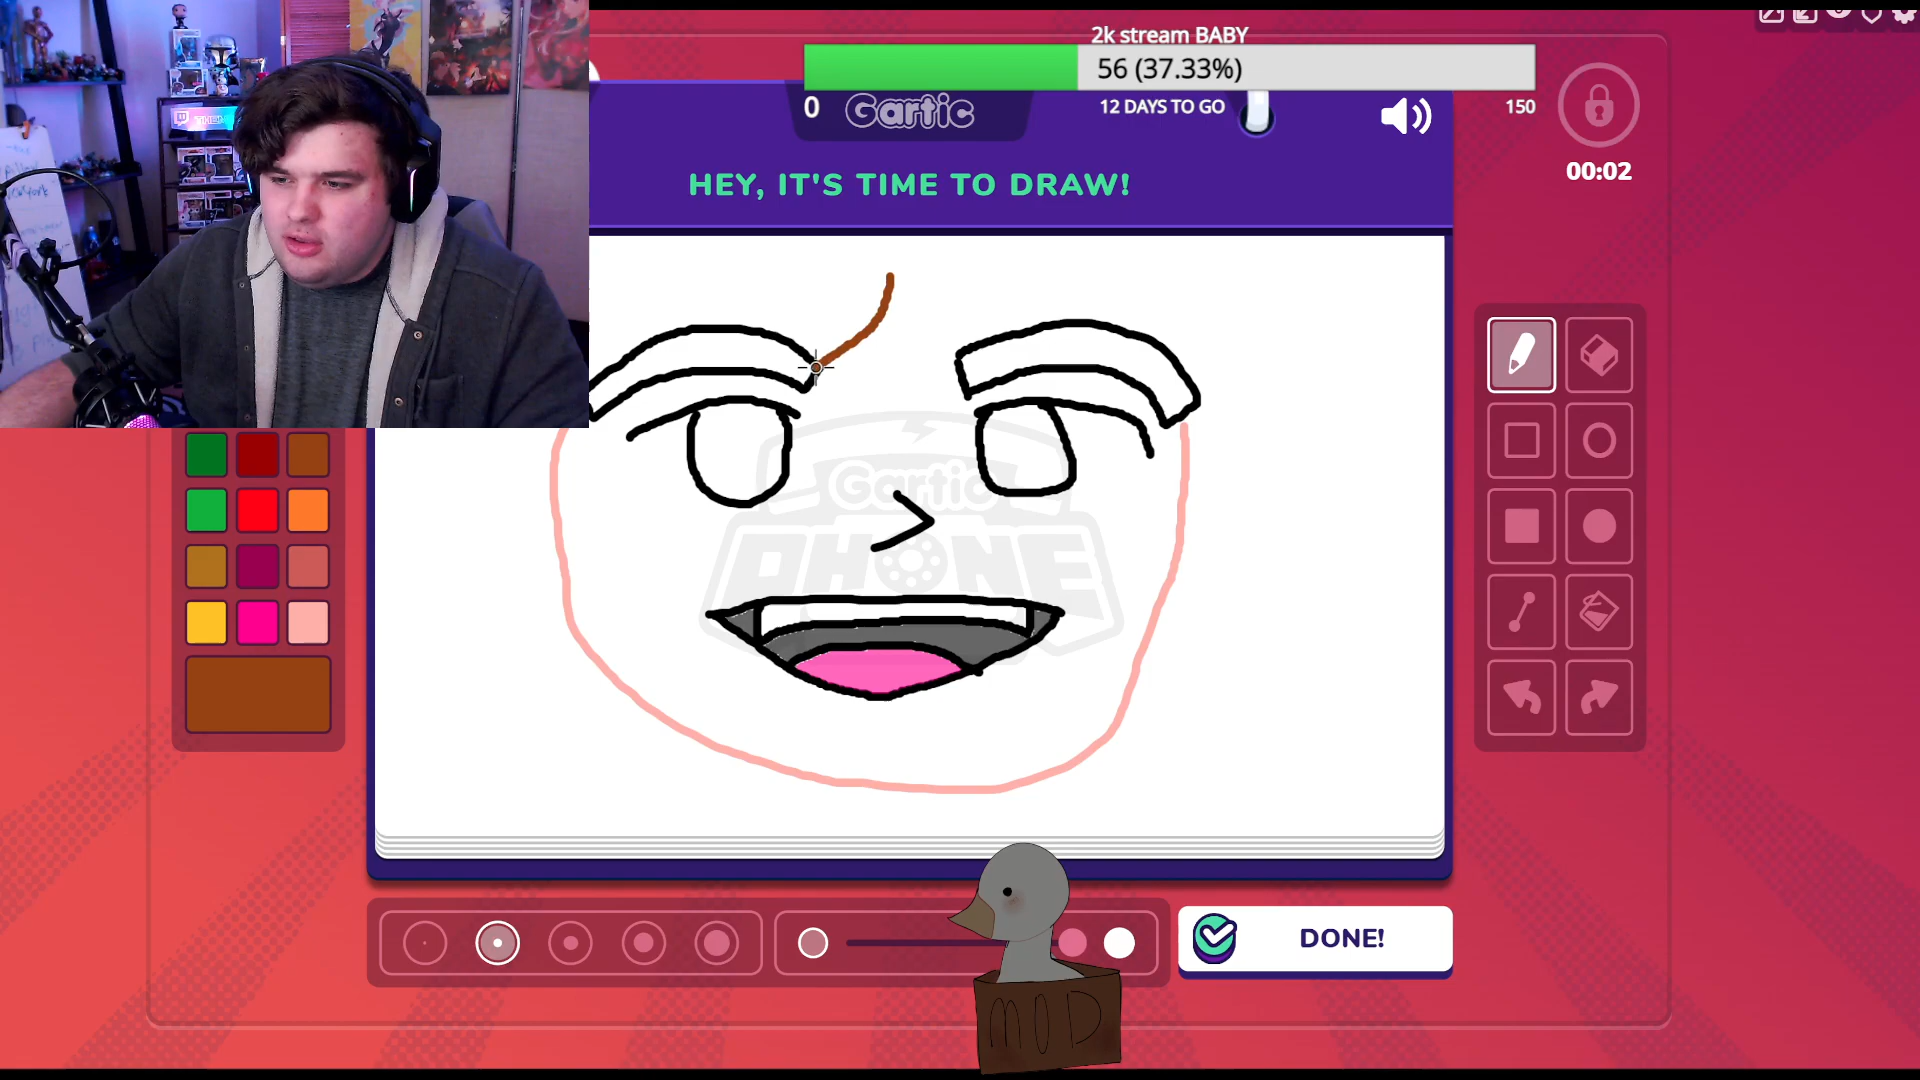 2k stream BABY
56 (37.33%)
0
12 DAYS TO GO
150
Gartic
00:02
HEY, IT'S TIME TO DRAW!
Gartic
PHONE
DONE!
MOD